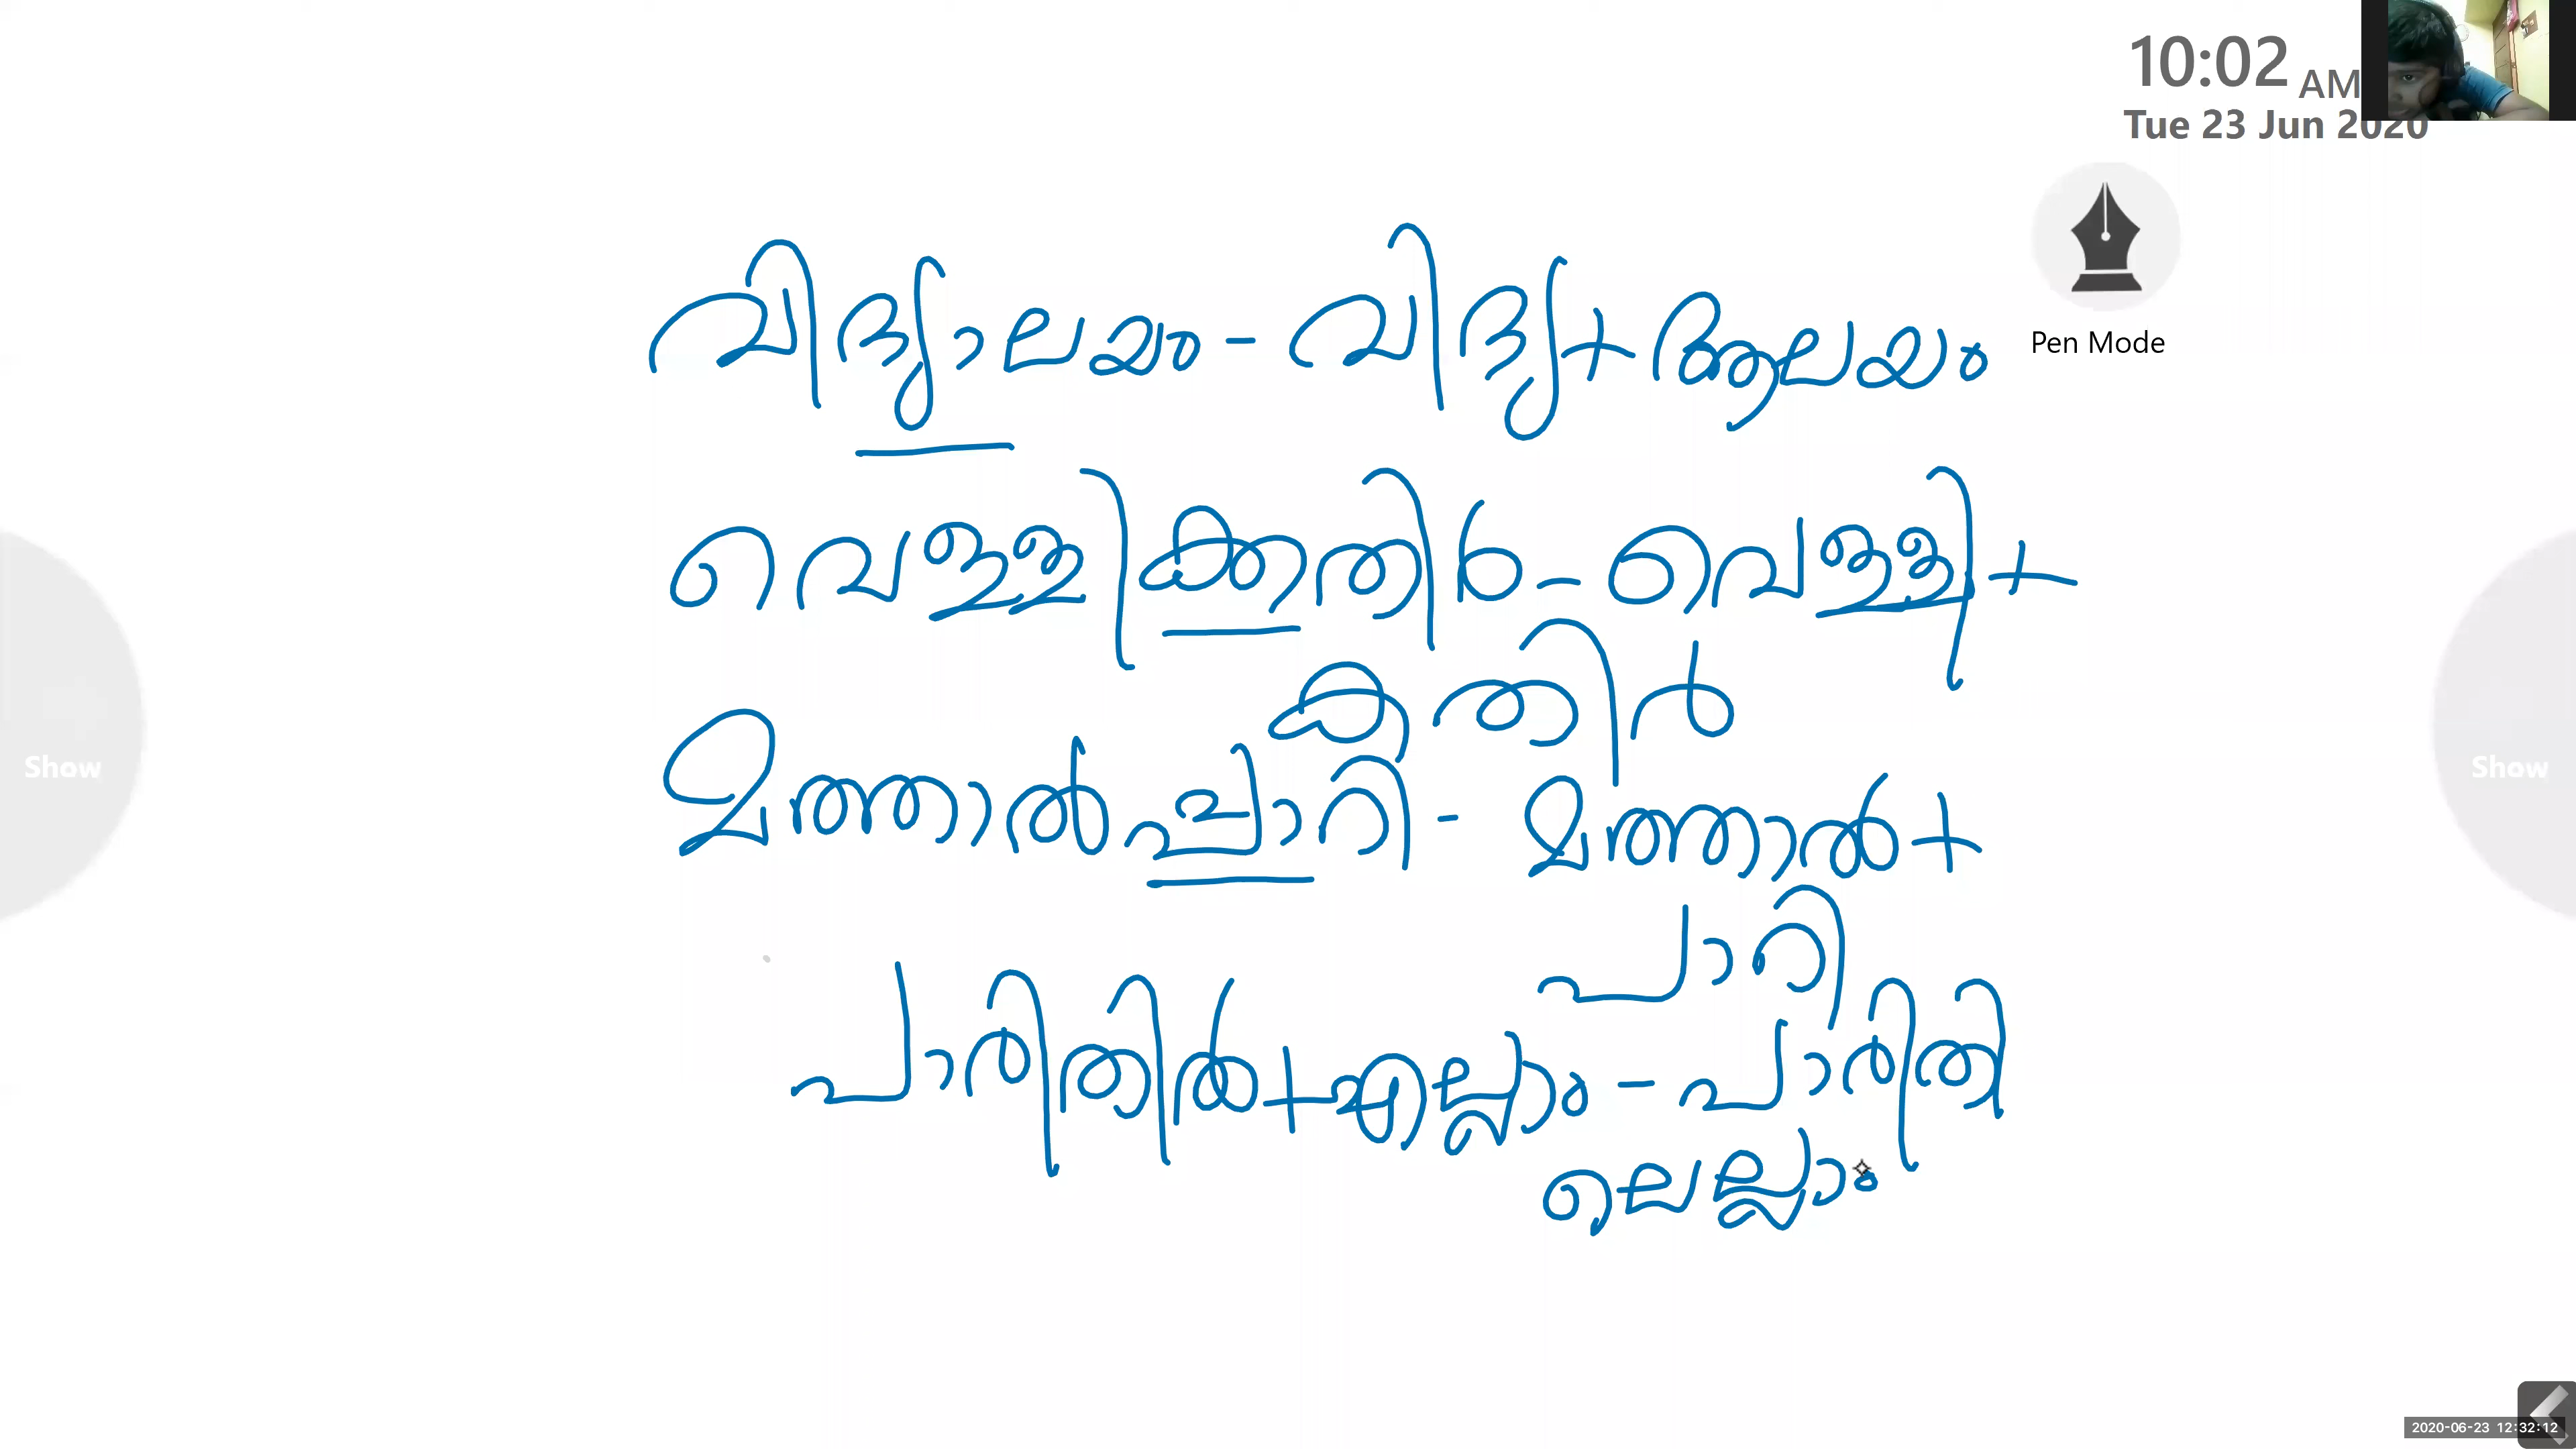 10:02 AM
Tue 23 Jun 2020
Pen Mode
വിദ്യാലയം - വിദ്യ + ആലയം
വെള്ളിക്കതിർ - വെള്ളി +
കതിർ
മത്താൽപ്പാറി - മത്താൽ +
പാറി
പാരിതിൽ + എല്ലാം - പാരിതി
ലെല്ലാം
Show
Show
2020-06-23 12:32:12